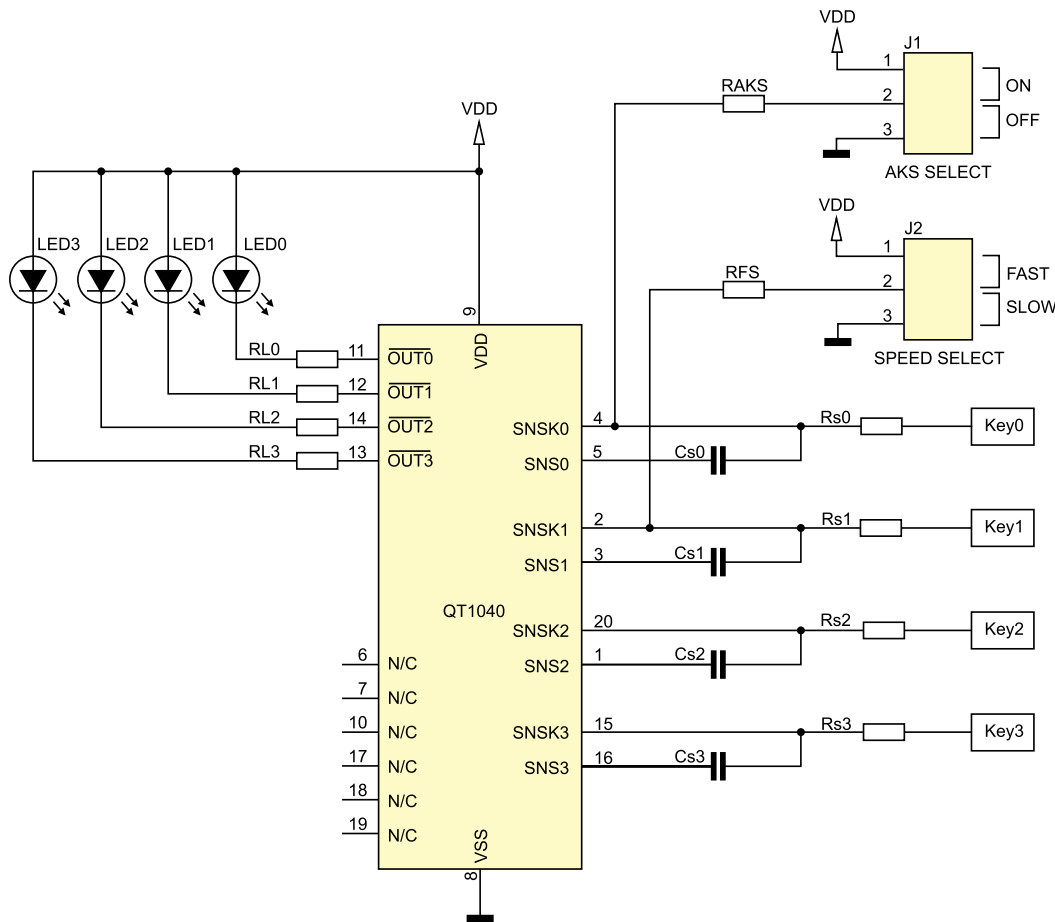 VDD
J1
1
RAKS
2
ON
OFF
3
AKS SELECT
VDD
VDD
J2
1
RFS
2
FAST
SLOW
3
SPEED SELECT
LED3 LED2 LED1 LED0
9
VDD
RL0 11 OUT0
RL1 12 OUT1
RL2 14 OUT2
RL3 13 OUT3
SNSK0 4 Rs0 Key0
SNS0 5 Cs0
SNSK1 2 Rs1 Key1
SNS1 3 Cs1
QT1040
SNSK2 20 Rs2 Key2
SNS2 1 Cs2
6 N/C
7 N/C
10 N/C
SNSK3 15 Rs3 Key3
17 N/C
SNS3 16 Cs3
18 N/C
19 N/C
VSS
8